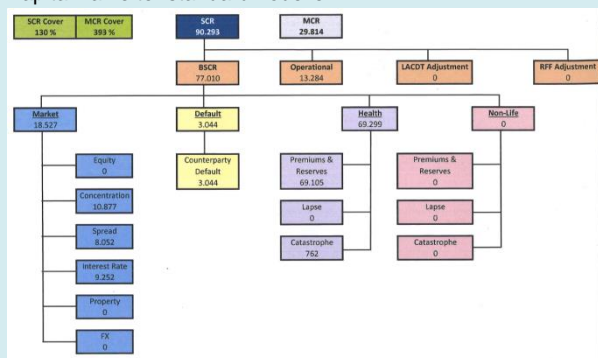 SCR Cover
130 %
MCR Cover
393 %
SCR
90.293
MCR
29.814
BSCR
77.010
Operational
13.284
LACDT Adjustment
0
RFF Adjustment
0
Market
18.527
Default
3.044
Health
69.299
Non-Life
0
Equity
0
Concentration
10.877
Spread
8.052
Interest Rate
9.252
Property
0
FX
0
Counterparty
Default
3.044
Premiums &
Reserves
69.105
Lapse
0
Catastrophe
762
Premiums &
Reserves
0
Lapse
0
Catastrophe
0